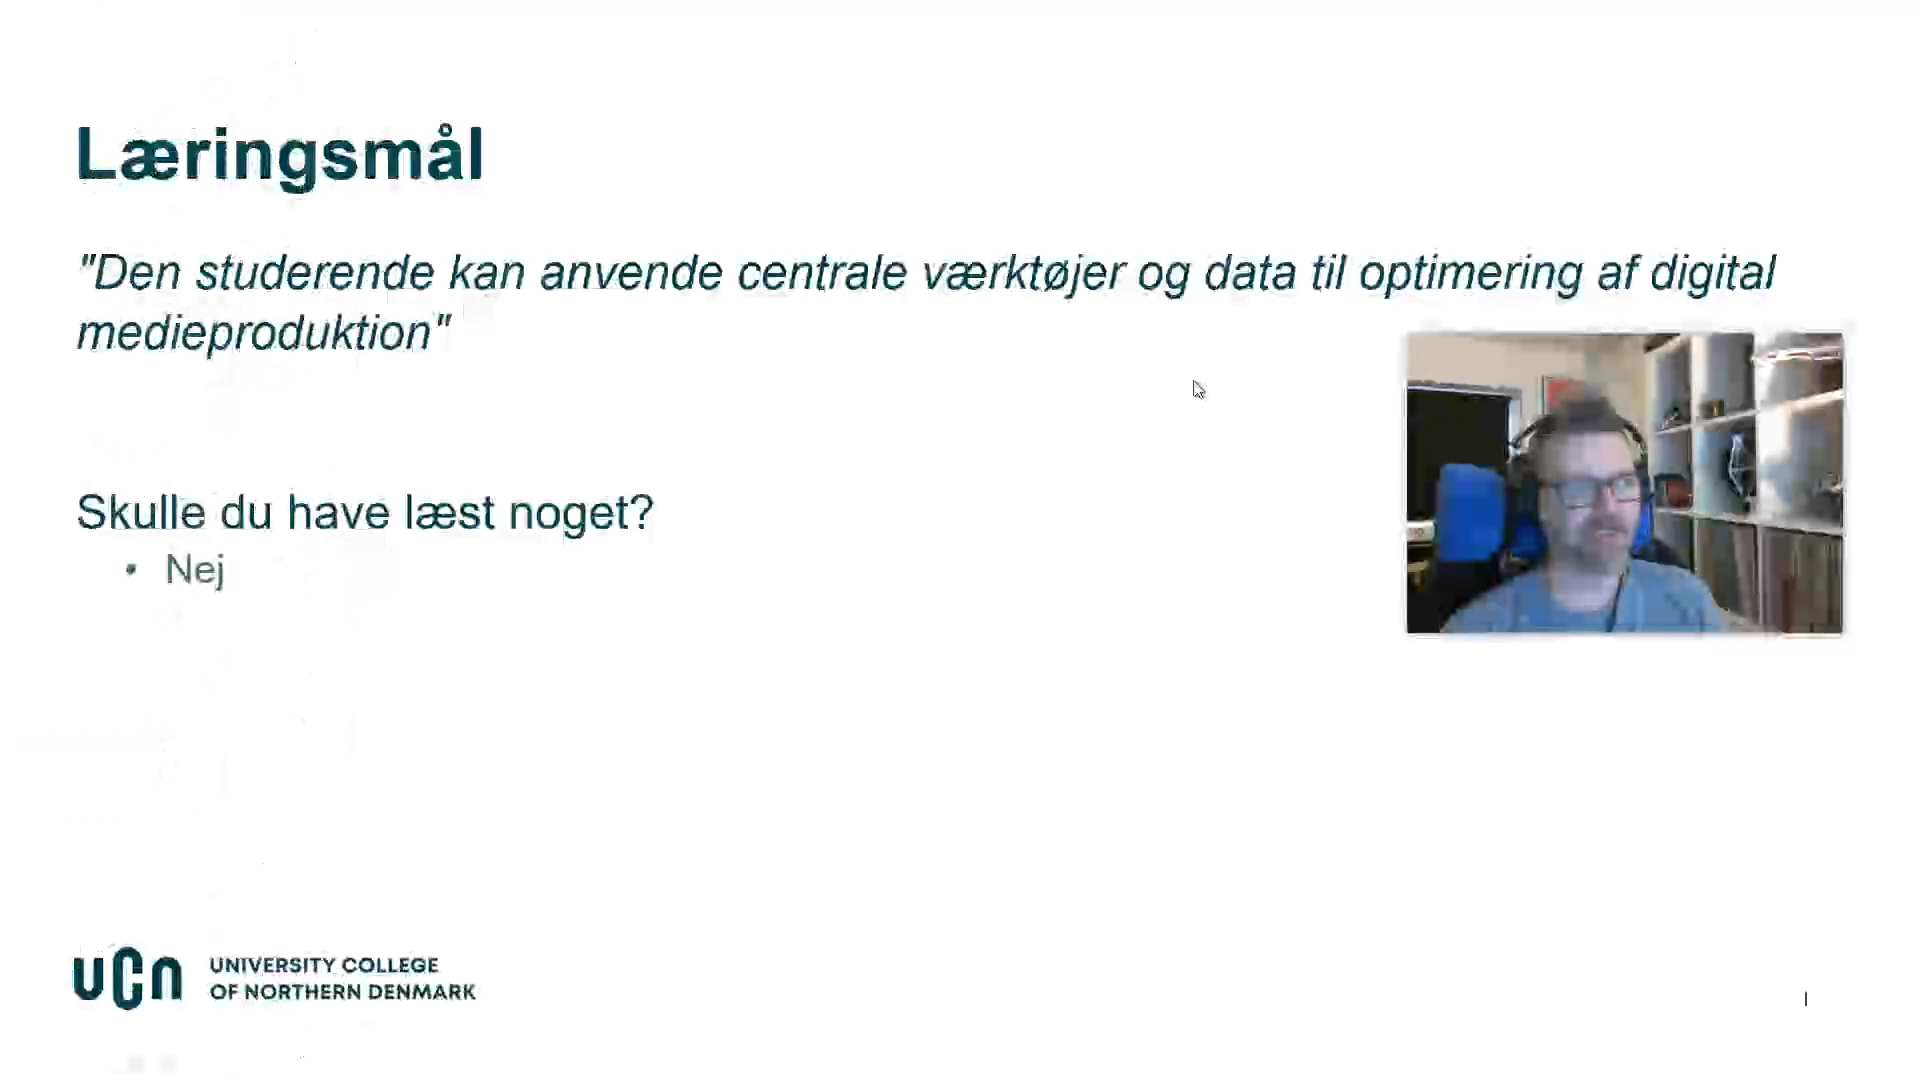 Læringsmål
"Den studerende kan anvende centrale værktøjer og data til optimering af digital
medieproduktion"
Skulle du have læst noget?
• Nej
ucn UNIVERSITY COLLEGE
OF NORTHERN DENMARK